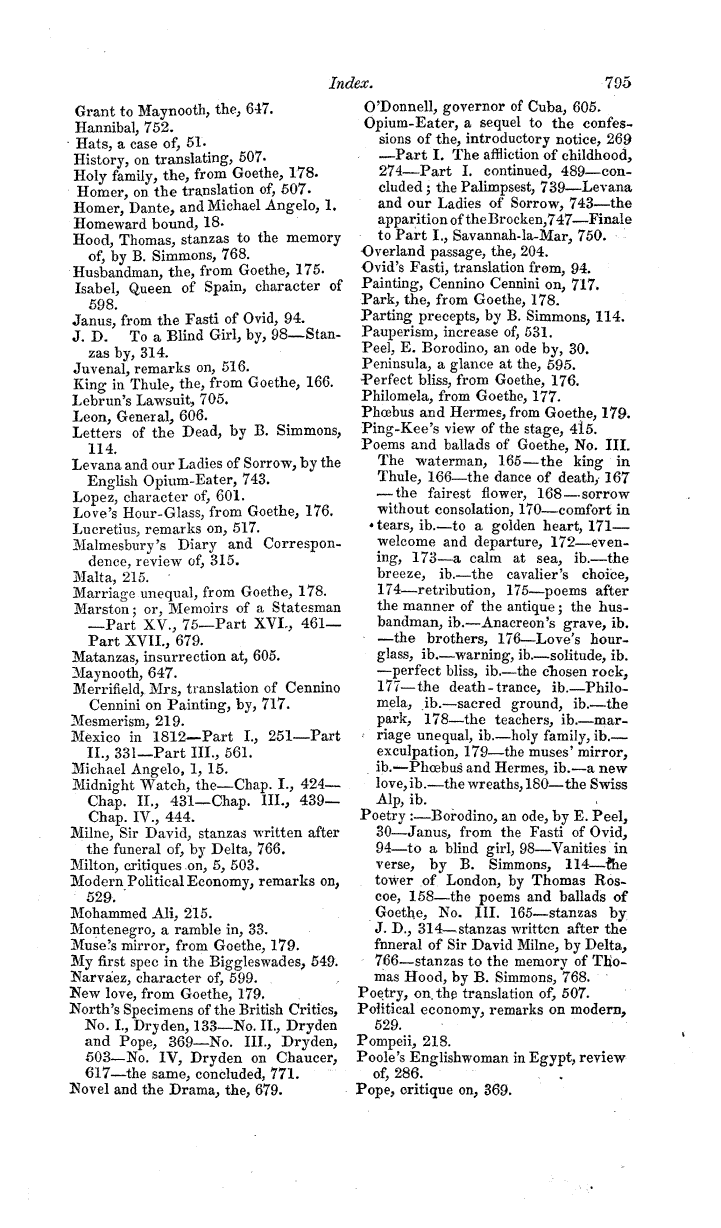 Index.
795
Grant to Maynooth, the, 647.
Hannibal, 752.
Hats, a case of, 51.
History, on translating, 507.
Holy family, the, from Goethe, 178.
Homer, on the translation of, 507.
Homer, Dante, and Michael Angelo, 1.
Homeward bound, 18.
Hood, Thomas, stanzas to the memory
of, by B. Simmons, 768.
Husbandman, the, from Goethe, 175.
Isabel, Queen of Spain, character of
598.
Janus, from the Fasti of Ovid, 94.
J. D. To a Blind Girl, by, 98—Stan-
zas by, 314.
Juvenal, remarks on, 516.
King in Thule, the, from Goethe, 166.
Lebrun's Lawsuit, 705.
Leon, General, 606.
Letters of the Dead, by B. Simmons,
114.
Levana and our Ladies of Sorrow, by the
English Opium-Eater, 743.
Lopez, character of, 601.
Love's Hour-Glass, from Goethe, 176.
Lucretius, remarks on, 517.
Malmesbury's Diary and Correspon-
dence, review of, 315.
Malta, 215.
Marriage unequal, from Goethe, 178.
Marston; or, Memoirs of a Statesman
—Part XV., 75—Part XVI., 461—
Part XVII., 679.
Matanzas, insurrection at, 605.
Maynooth, 647.
Merrifield, Mrs, translation of Cennino
Cennini on Painting, by, 717.
Mesmerism, 219.
Mexico in 1812—Part I., 251—Part
II., 331—Part III., 561.
Michael Angelo, 1, 15.
Midnight Watch, the—Chap. I., 424—
Chap. II., 431—Chap. III., 439—
Chap. IV., 444.
Milne, Sir David, stanzas written after
the funeral of, by Delta, 766.
Milton, critiques on, 5, 503.
Modern Political Economy, remarks on,
529.
Mohammed Ali, 215.
Montenegro, a ramble in, 33.
Muse's mirror, from Goethe, 179.
My first spec in the Biggleswades, 549.
Narvaez, character of, 599.
New love, from Goethe, 179.
North's Specimens of the British Critics,
No. I., Dryden, 133—No. II., Dryden
and Pope, 369—No. III., Dryden,
503—No. IV, Dryden on Chaucer,
617—the same, concluded, 771.
Novel and the Drama, the, 679.
O'Donnell, governor of Cuba, 605.
Opium-Eater, a sequel to the confes-
sions of the, introductory notice, 269
—Part I. The affliction of childhood,
274—Part I. continued, 489—con-
cluded; the Palimpsest, 739—Levana
and our Ladies of Sorrow, 743—the
apparition of the Brocken, 747—Finale
to Part I., Savannah-la-Mar, 750.
Overland passage, the, 204.
Ovid's Fasti, translation from, 94.
Painting, Cennino Cennini on, 717.
Park, the, from Goethe, 178.
Parting precepts, by B. Simmons, 114.
Pauperism, increase of, 531.
Peel, E. Borodino, an ode by, 30.
Peninsula, a glance at the, 595.
Perfect bliss, from Goethe, 176.
Philomela, from Goethe, 177.
Phœbus and Hermes, from Goethe, 179.
Ping-Kee's view of the stage, 415.
Poems and ballads of Goethe, No. III.
The waterman, 165—the king in
Thule, 166—the dance of death, 167
—the fairest flower, 168—sorrow
without consolation, 170—comfort in
tears, ib.—to a golden heart, 171—
welcome and departure, 172—even-
ing, 173—a calm at sea, ib.—the
breeze, ib.—the cavalier's choice,
174—retribution, 175—poems after
the manner of the antique; the hus-
bandman, ib.—Anacreon's grave, ib.
—the brothers, 176—Love's hour-
glass, ib.—warning, ib.—solitude, ib.
—perfect bliss, ib.—the chosen rock,
177—the death-trance, ib.—Philo-
mela, ib.—sacred ground, ib.—the
park, 178—the teachers, ib.—mar-
riage unequal, ib.—holy family, ib.—
exculpation, 179—the muses' mirror,
ib.—Phœbus and Hermes, ib.—a new
love, ib.—the wreaths, 180—the Swiss
Alp, ib.
Poetry:—Borodino, an ode, by E. Peel,
30—Janus, from the Fasti of Ovid,
94—to a blind girl, 98—Vanities in
verse, by B. Simmons, 114—the
tower of London, by Thomas Ros-
coe, 158—the poems and ballads of
Goethe, No. III. 165—stanzas by
J. D., 314—stanzas written after the
fnneral of Sir David Milne, by Delta,
766—stanzas to the memory of Tho-
mas Hood, by B. Simmons, 768.
Poetry, on the translation of, 507.
Political economy, remarks on modern,
529.
Pompeii, 218.
Poole's Englishwoman in Egypt, review
of, 286.
Pope, critique on, 369.